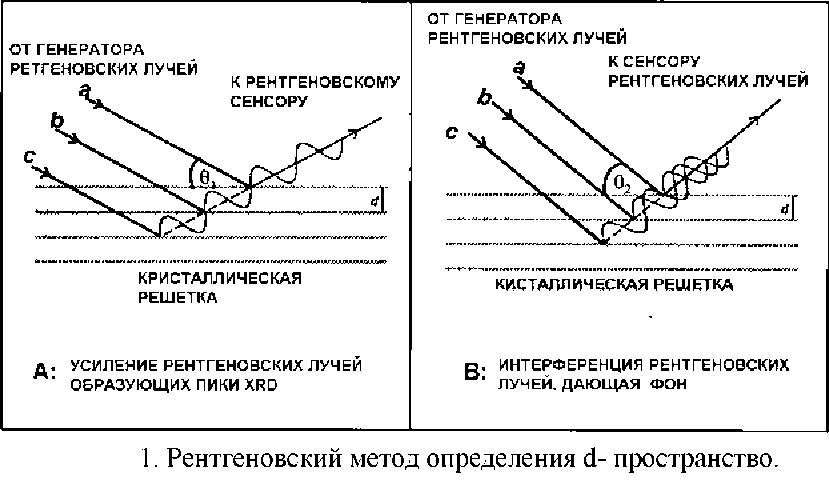 ОТ ГЕНЕРАТОРА
РЕТГЕНОВСКИХ ЛУЧЕЙ
К РЕНТГЕНОВСКОМУ
СЕНСОРУ
a
b
c
θ1
d
КРИСТАЛЛИЧЕСКАЯ
РЕШЕТКА
A: УСИЛЕНИЕ РЕНТГЕНОВСКИХ ЛУЧЕЙ
ОБРАЗУЮЩИХ ПИКИ XRD
ОТ ГЕНЕРАТОРА
РЕНТГЕНОВСКИХ ЛУЧЕЙ
К СЕНСОРУ
РЕНТГЕНОВСКИХ ЛУЧЕЙ
a
b
c
θ2
d
КИСТАЛЛИЧЕСКАЯ РЕШЕТКА
B: ИНТЕРФЕРЕНЦИЯ РЕНТГЕНОВСКИХ
ЛУЧЕЙ, ДАЮЩАЯ ФОН
1. Рентгеновский метод определения d- пространство.